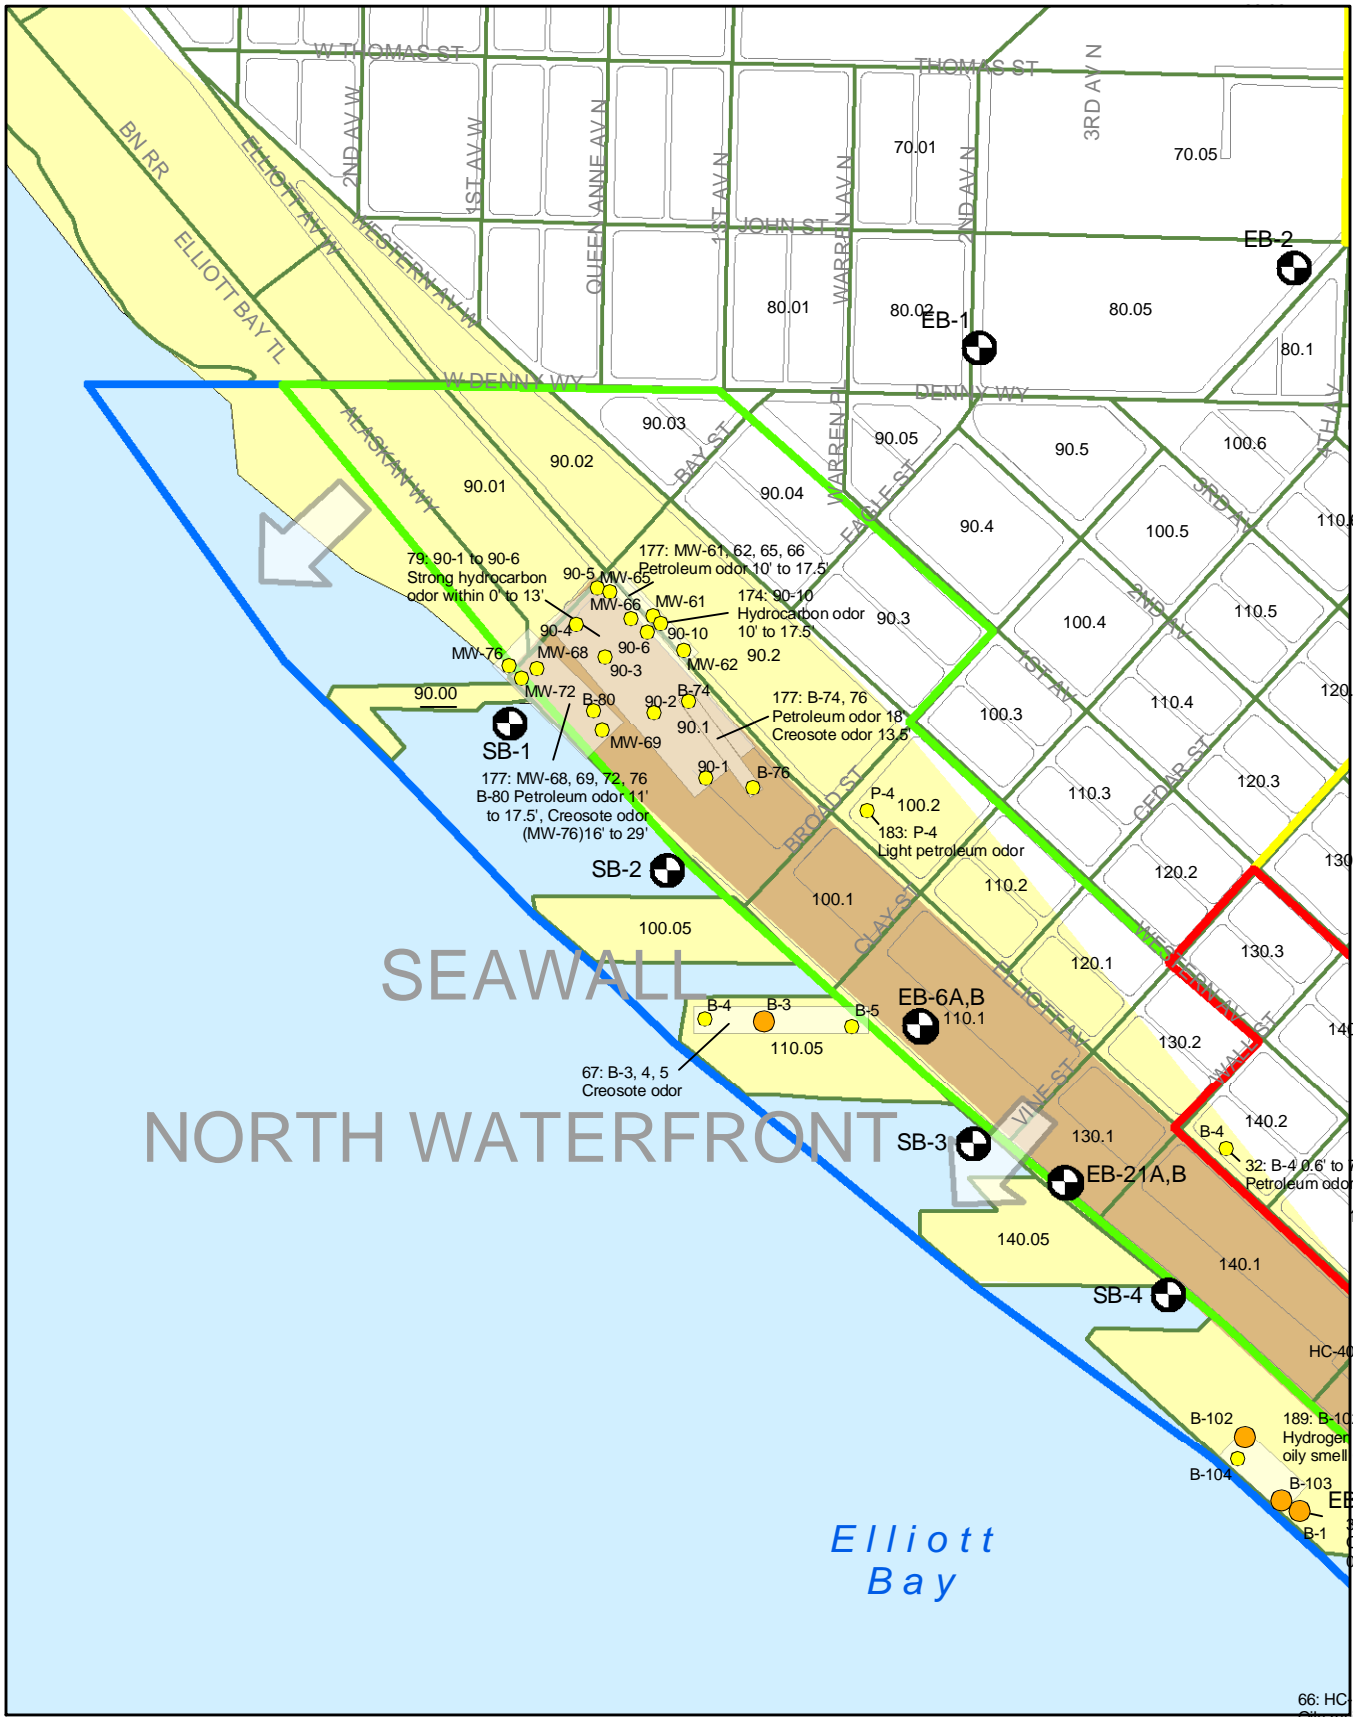 W THOMAS ST
THOMAS ST
3RD AV N
2ND AV W
1ST AV W
QUEEN ANNE AV N
1ST AV N
WARREN AV N
2ND AV N
70.01
70.05
BN RR
ELLIOTT AV W
WESTERN AV W
JOHN ST
ELLIOTT BAY TL
EB-2
80.01
80.02
EB-1
80.05
80.1
W DENNY WY
DENNY WY
4TH AV
ALASKAN WY
90.03
BAY ST
WARREN PL
90.05
90.5
100.6
90.02
90.01
90.04
EAGLE ST
3RD AV
90.4
100.5
79: 90-1 to 90-6
Strong hydrocarbon
odor within 0' to 13'
177: MW-61, 62, 65, 66
Petroleum odor 10' to 17.5'
90-5
MW-65
MW-66
MW-61
174: 90-10
Hydrocarbon odor
10' to 17.5'
90.3
2ND AV
100.4
110.5
90-4
90-6
90-10
MW-76
MW-68
90-3
MW-62
90.2
1ST AV
90.00
MW-72
B-80
90-2
B-74
90.1
177: B-74, 76
Petroleum odor 18'
Creosote odor 13.5'
100.3
110.4
SB-1
MW-69
CEDAR ST
177: MW-68, 69, 72, 76
B-80 Petroleum odor 11'
to 17.5', Creosote odor
(MW-76)16' to 29'
90-1
B-76
BROAD ST
P-4
100.2
110.3
120.3
183: P-4
Light petroleum odor
SB-2
110.2
120.2
100.1
CLAY ST
100.05
WESTERN AV
130.3
SEAWALL
ELLIOTT AV
120.1
B-4
B-3
B-5
EB-6A,B
110.1
110.05
130.2
WALL ST
67: B-3, 4, 5
Creosote odor
VINE ST
NORTH WATERFRONT
SB-3
130.1
B-4
140.2
32: B-4 0.6' to
Petroleum odor
EB-21A,B
140.05
140.1
SB-4
B-102
189:
Hydrogen
oily smell
B-104
B-103
B-1
Elliott
Bay
66: